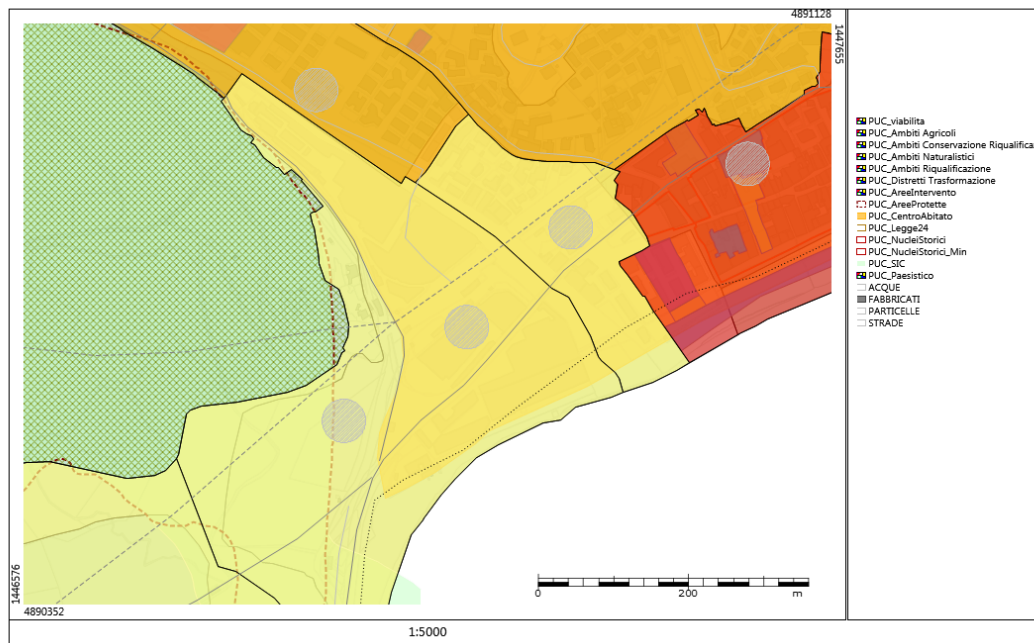 4891128
1447655
PUC_viabilita
PUC_Ambiti Agricoli
PUC_Ambiti Conservazione Riqualifica
PUC_Ambiti Naturalistici
PUC_Ambiti Riqualificazione
PUC_Distretti Trasformazione
PUC_AreeIntervento
PUC_AreeProtette
PUC_CentroAbitato
PUC_Legge24
PUC_NucleiStorici
PUC_NucleiStorici_Min
PUC_SIC
PUC_Paesistico
ACQUE
FABBRICATI
PARTICELLE
STRADE
1446576
4890352
0 200 m
1:5000